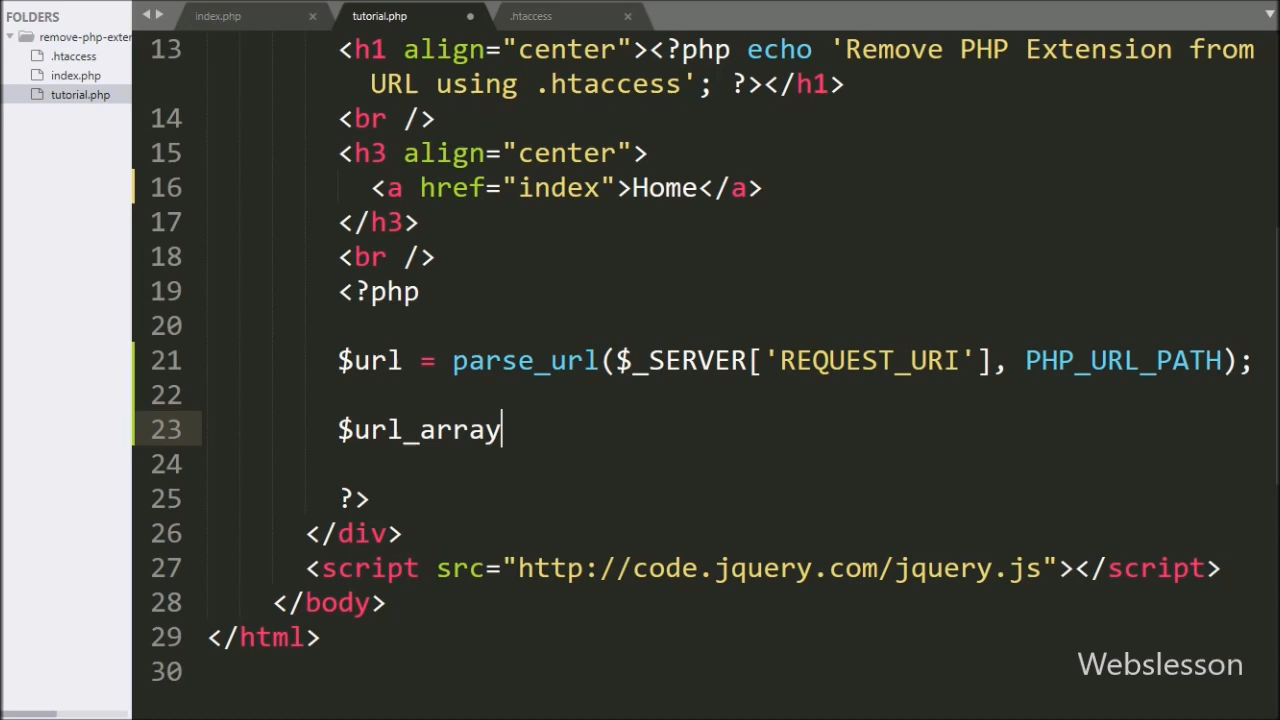 FOLDERS
remove-php-exter
.htaccess
index.php
tutorial.php
index.php
tutorial.php
.htaccess
13 <h1 align="center"><?php echo 'Remove PHP Extension from
URL using .htaccess'; ?></h1>
14 <br />
15 <h3 align="center">
16 <a href="index">Home</a>
17 </h3>
18 <br />
19 <?php
20
21 $url = parse_url($_SERVER['REQUEST_URI'], PHP_URL_PATH);
22
23 $url_array
24
25 ?>
26 </div>
27 <script src="http://code.jquery.com/jquery.js"></script>
28 </body>
29 </html>
30
Webslesson